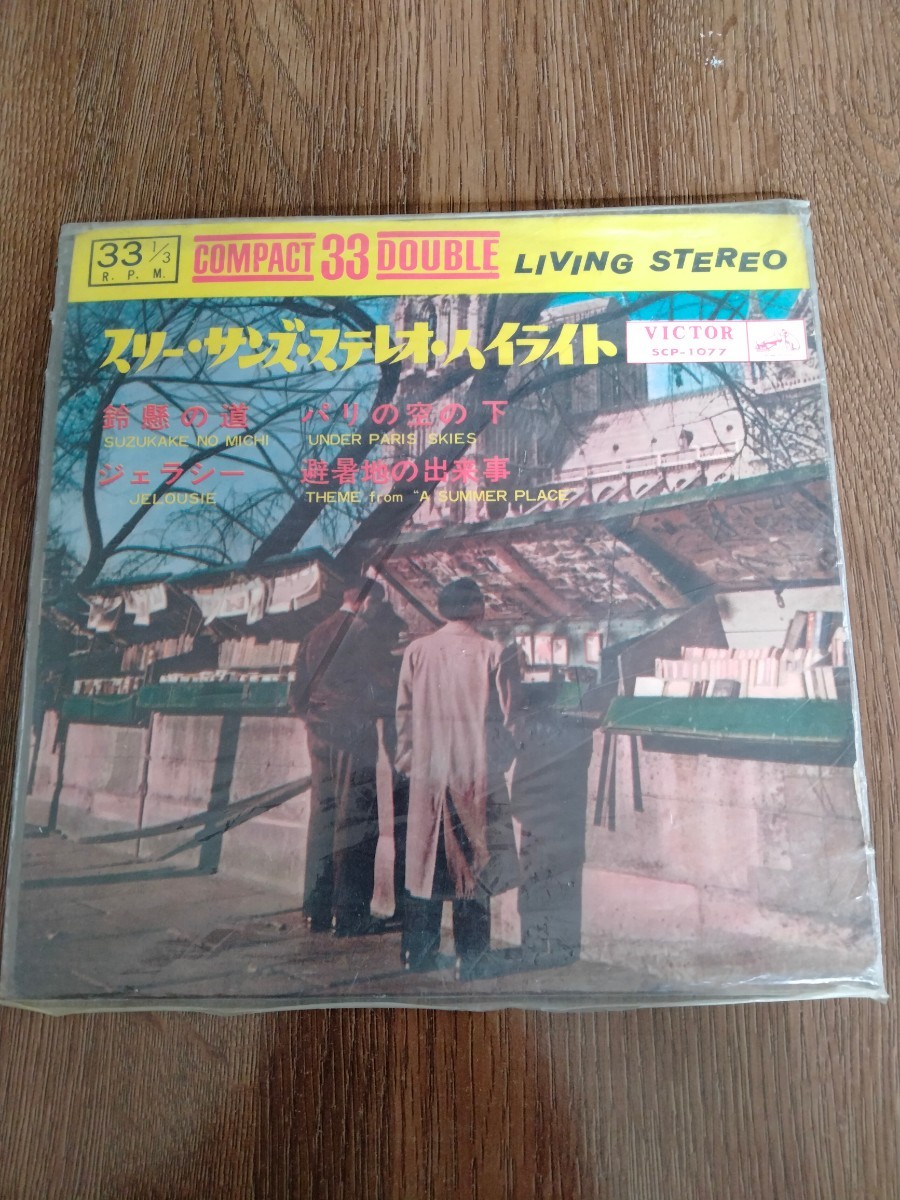 33 1/3
R. P. M.
COMPACT 33 DOUBLE
LIVING STEREO
スリー・サンズ・ステレオ・ハイライト
VICTOR
SCP-1077
鈴懸の道
SUZUKAKE NO MICHI
パリの空の下
UNDER PARIS SKIES
ジェラシー
JELOUSIE
避暑地の出来事
THEME from "A SUMMER PLACE"